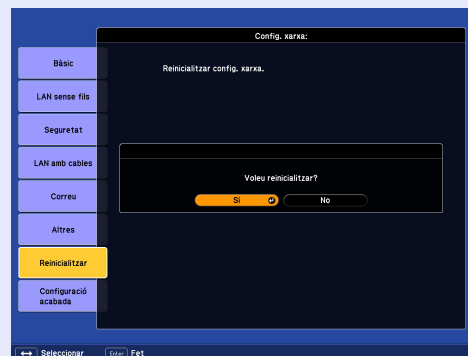 Config. xarxa:
Bàsic
Reinicialitzar config. xarxa.
LAN sense fils
Seguretat
LAN amb cables
Voleu reinicialitzar?
Correu
Sí
No
Altres
Reinicialitzar
Configuració
acabada
Seleccionar
Enter Fet